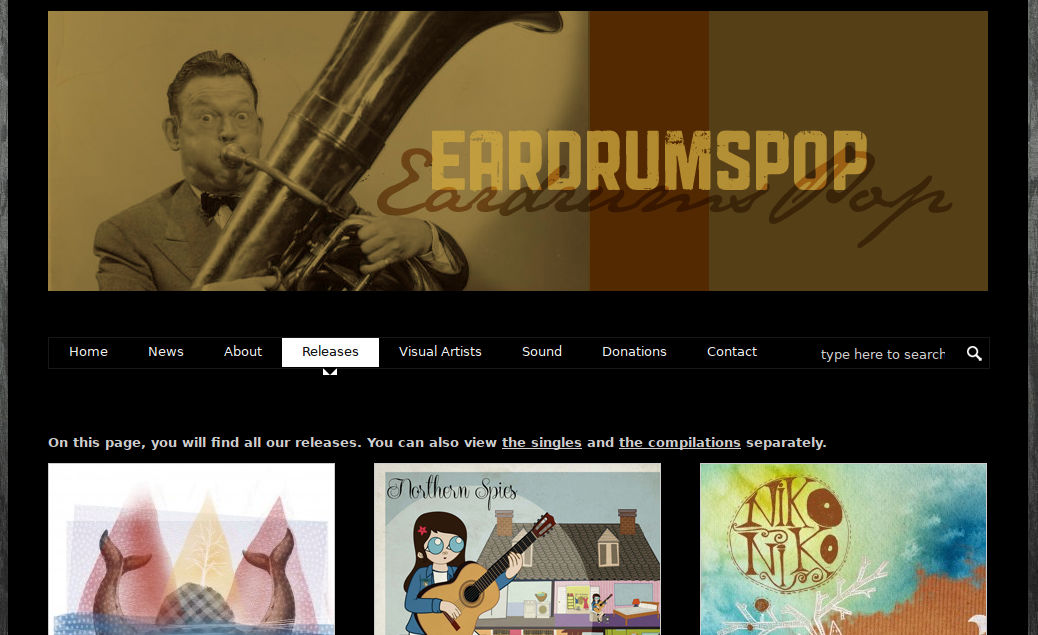 EARDRUMSPOP
Eardrums Pop
Home News About Releases Visual Artists Sound Donations Contact type here to search
On this page, you will find all our releases. You can also view the singles and the compilations separately.
Northern Spies
NIKO
NIKO